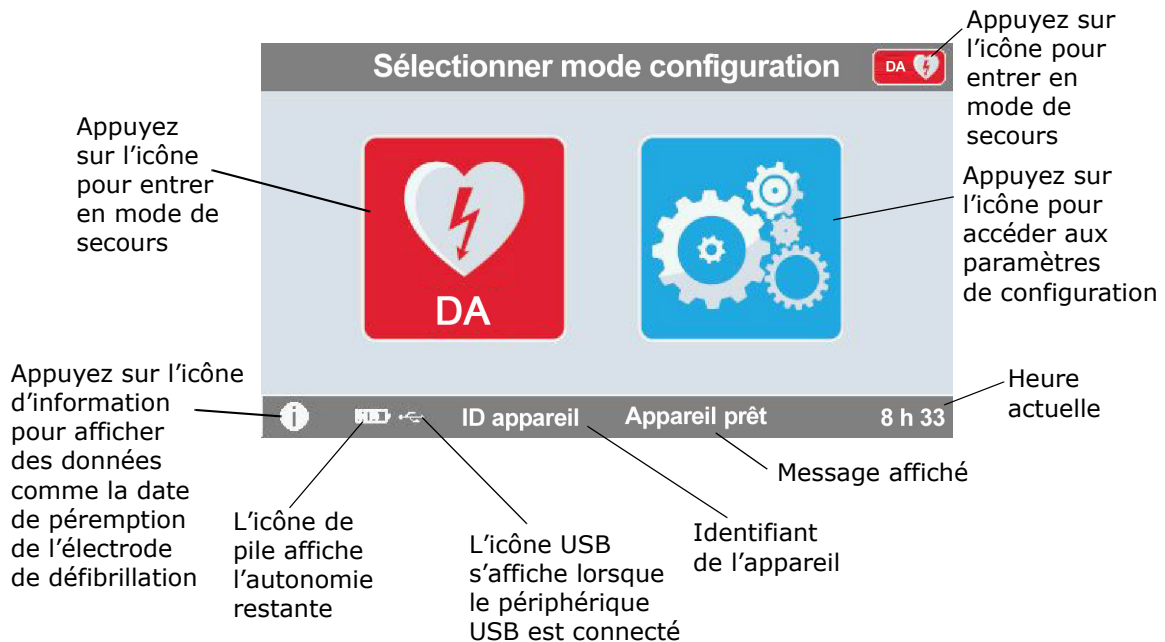 Appuyez sur
l’icône pour
entrer en
mode de
secours
Sélectionner mode configuration
DA
Appuyez
sur l’icône
pour entrer
en mode de
secours
DA
Appuyez sur
l’icône pour
accéder aux
paramètres
de configuration
Appuyez sur l’icône
d’information
pour afficher
des données
comme la date
de péremption
de l’électrode
de défibrillation
i
ID appareil
Appareil prêt
8 h 33
Heure
actuelle
Message affiché
Identifiant
de l’appareil
L’icône de
pile affiche
l’autonomie
restante
L’icône USB
s’affiche lorsque
le périphérique
USB est connecté